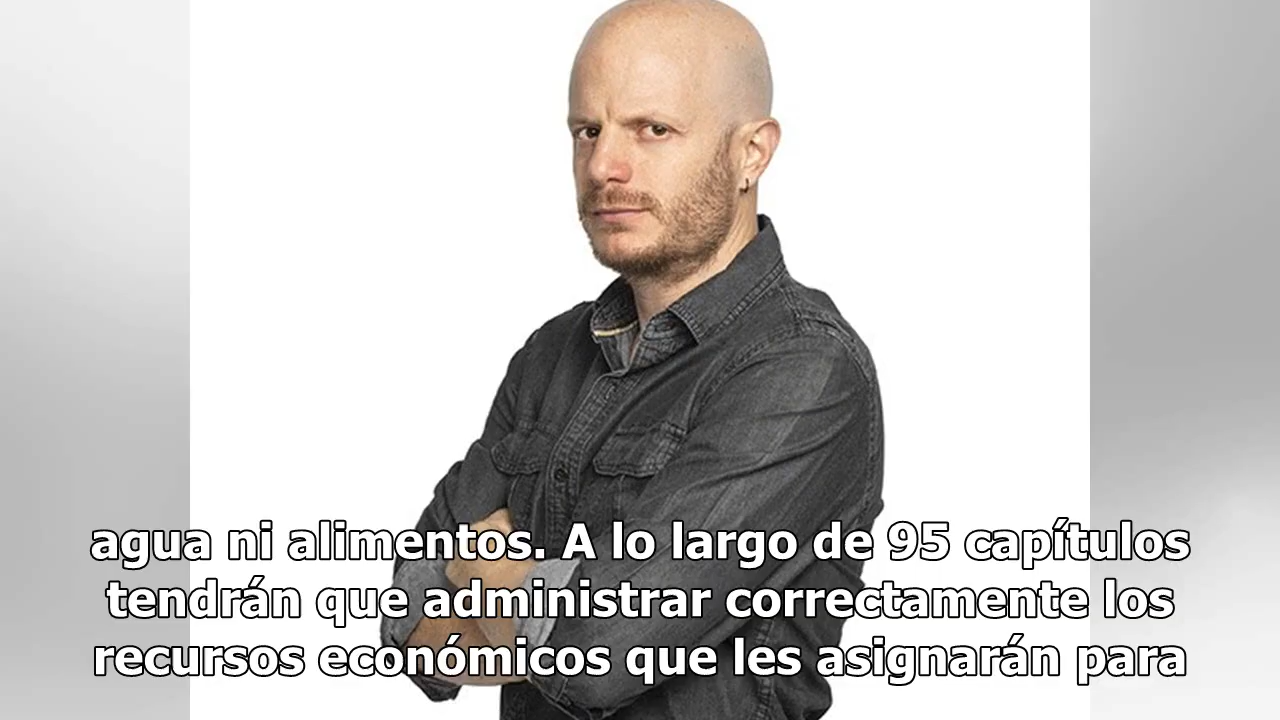 agua ni alimentos. A lo largo de 95 capítulos
tendrán que administrar correctamente los
recursos económicos que les asignarán para